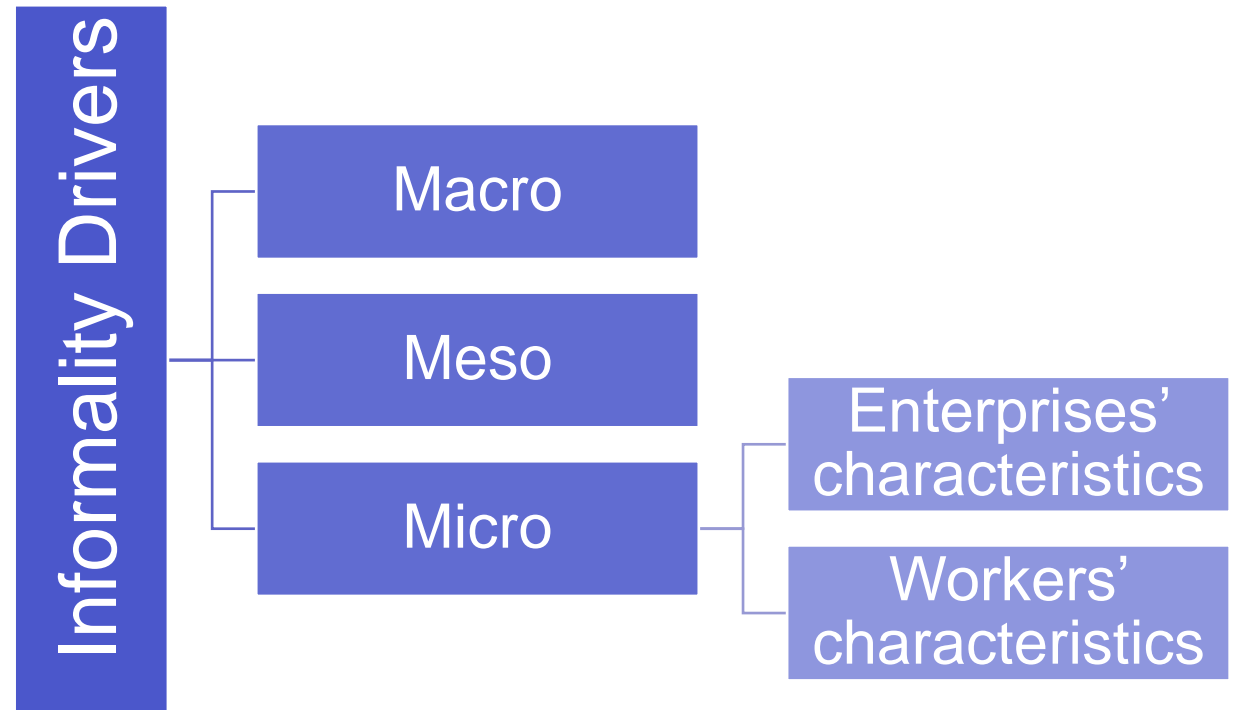 Informality Drivers
Macro
Meso
Micro
Enterprises’
characteristics
Workers’
characteristics